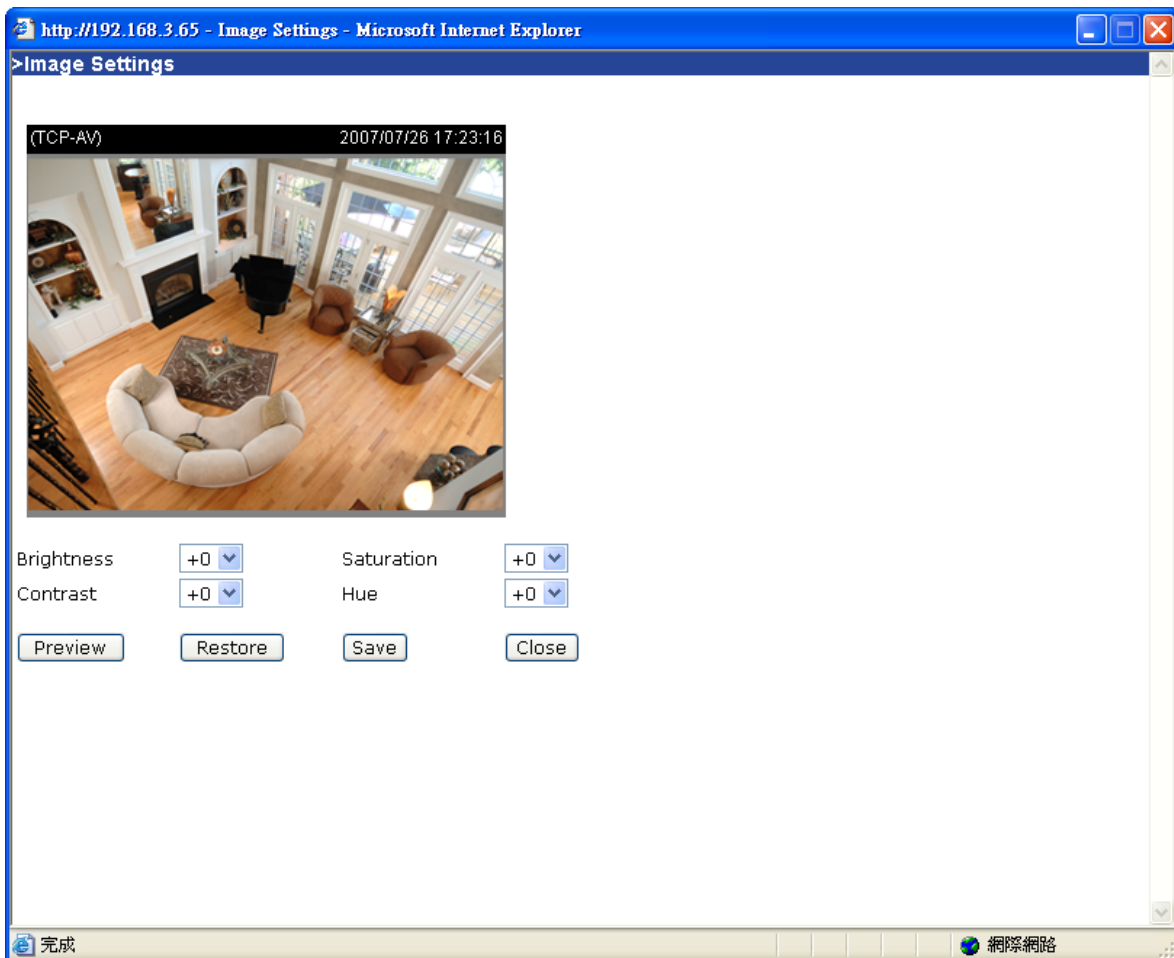 http://192.168.3.65 - Image Settings - Microsoft Internet Explorer
>Image Settings
(TCP-AV) 2007/07/26 17:23:16
Brightness +0 Saturation +0
Contrast +0 Hue +0
Preview Restore Save Close
完成 網際網路